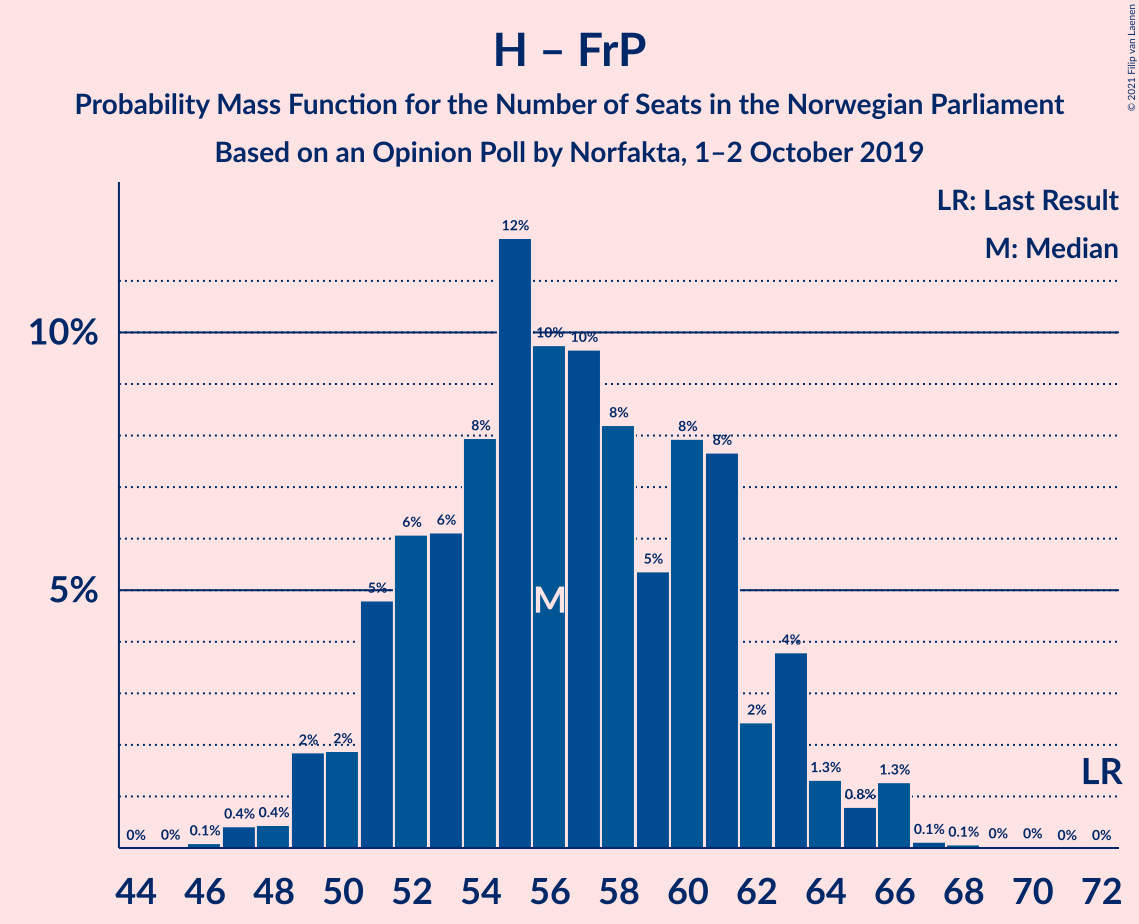 H – FrP
Probability Mass Function for the Number of Seats in the Norwegian Parliament
Based on an Opinion Poll by Norfakta, 1–2 October 2019
© 2021 Filip van Laenen
LR: Last Result
M: Median
10%
5%
0% 0% 0.1% 0.4% 0.4% 2% 2% 5% 6% 6% 8% 12% 10% 10% 8% 5% 8% 8% 2% 4% 1.3% 0.8% 1.3% 0.1% 0.1% 0% 0% 0% 0%
M
LR
44 46 48 50 52 54 56 58 60 62 64 66 68 70 72